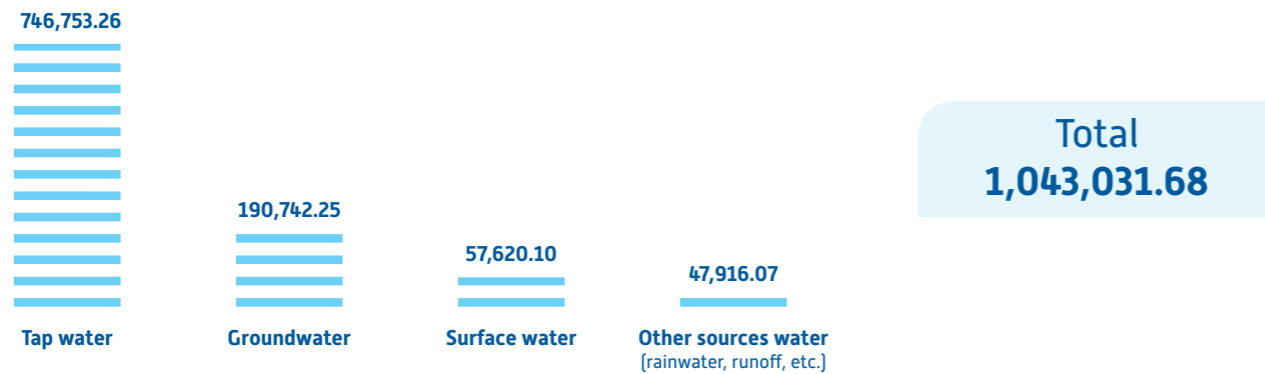 746,753.26
Tap water
190,742.25
Groundwater
57,620.10
Surface water
47,916.07
Other sources water
(rainwater, runoff, etc.)
Total
1,043,031.68